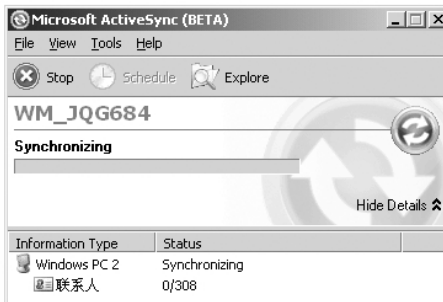 Microsoft ActiveSync (BETA)
File View Tools Help
Stop Schedule Explore
WM_JQG684
Synchronizing
Hide Details
Information Type Status
Windows PC 2 Synchronizing
联系人 0/308